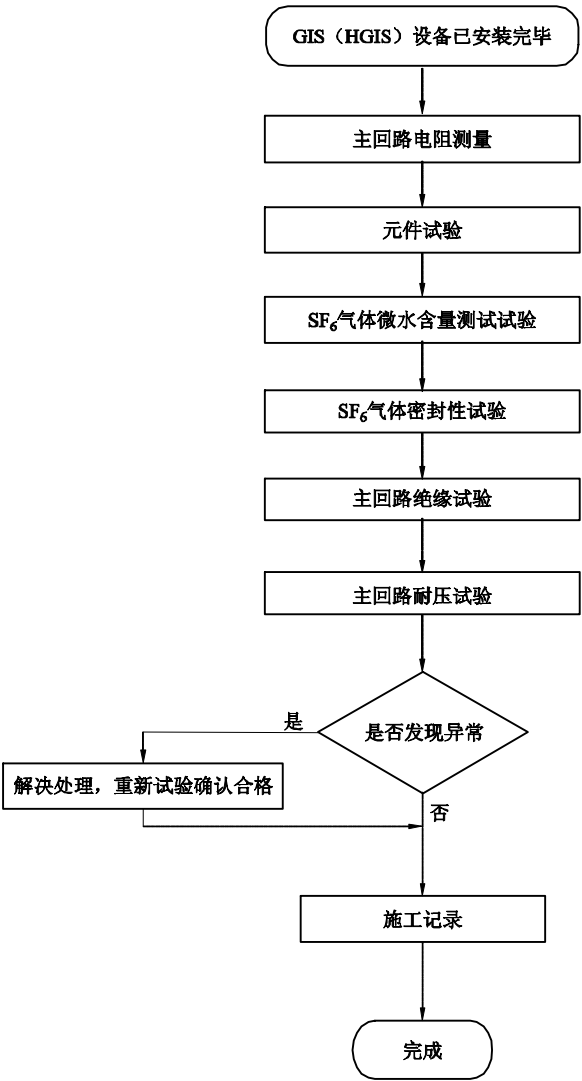 GIS（HGIS）设备已安装完毕
主回路电阻测量
元件试验
SF₆气体微水含量测试试验
SF₆气体密封性试验
主回路绝缘试验
主回路耐压试验
是否发现异常
是
解决处理，重新试验确认合格
否
施工记录
完成